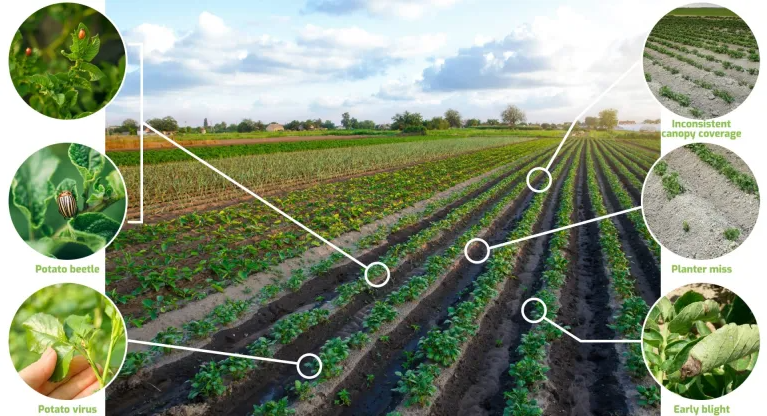 Potato beetle
Potato virus
Inconsistent
canopy coverage
Planter miss
Early blight